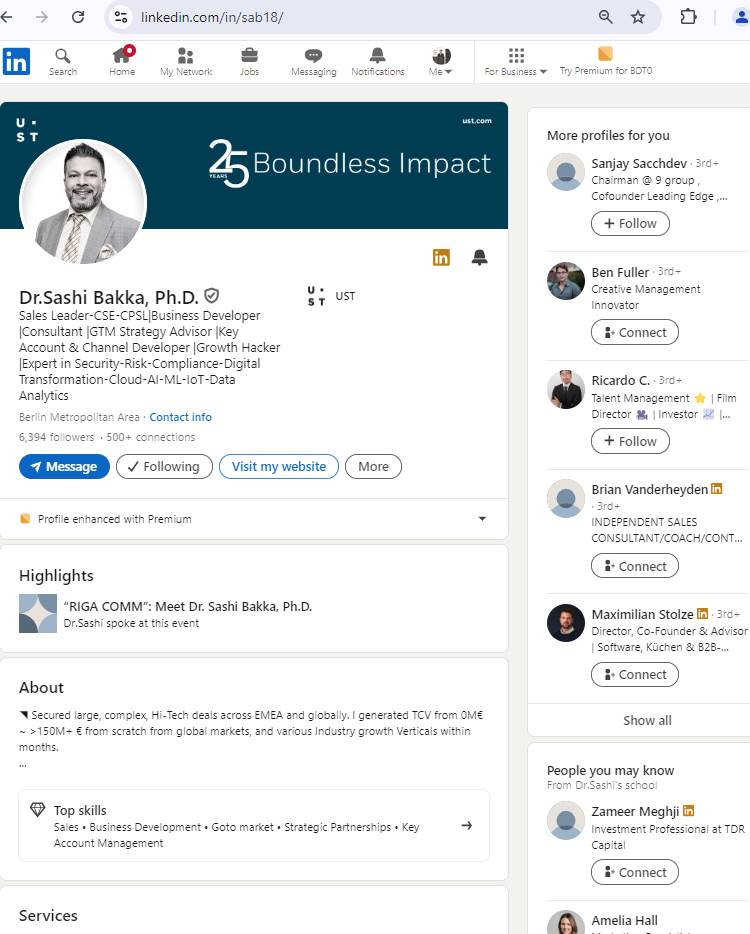 linkedin.com/in/sab18/
in
Search
Home
My Network
Jobs
Messaging
Notifications
Me
For Business
Try Premium for BDT0
U ·
S T
ust.com
25 YEARS Boundless Impact
in
Dr.Sashi Bakka, Ph.D.
U ·
S T
UST
Sales Leader-CSE-CPSL|Business Developer
|Consultant |GTM Strategy Advisor |Key
Account & Channel Developer |Growth Hacker
|Expert in Security-Risk-Compliance-Digital
Transformation-Cloud-AI-ML-IoT-Data
Analytics
Berlin Metropolitan Area · Contact info
6,394 followers · 500+ connections
Message
Following
Visit my website
More
Profile enhanced with Premium
Highlights
“RIGA COMM”: Meet Dr. Sashi Bakka, Ph.D.
Dr.Sashi spoke at this event
About
◥ Secured large, complex, Hi-Tech deals across EMEA and globally. I generated TCV from 0M€
~ >150M+ € from scratch from global markets, and various Industry growth Verticals within
months.
...
Top skills
Sales • Business Development • Goto market • Strategic Partnerships • Key
Account Management
Services
More profiles for you
Sanjay Sacchdev · 3rd+
Chairman @ 9 group ,
Cofounder Leading Edge ,...
+ Follow
Ben Fuller · 3rd+
Creative Management
Innovator
Connect
Ricardo C. · 3rd+
Talent Management ⭐ | Film
Director 🎥 | Investor 📈 |...
+ Follow
Brian Vanderheyden in
· 3rd+
INDEPENDENT SALES
CONSULTANT/COACH/CONT...
Connect
Maximilian Stolze in · 3rd+
Director, Co-Founder & Advisor
| Software, Küchen & B2B-...
Connect
Show all
People you may know
From Dr.Sashi's school
Zameer Meghji in
Investment Professional at TDR
Capital
Connect
Amelia Hall